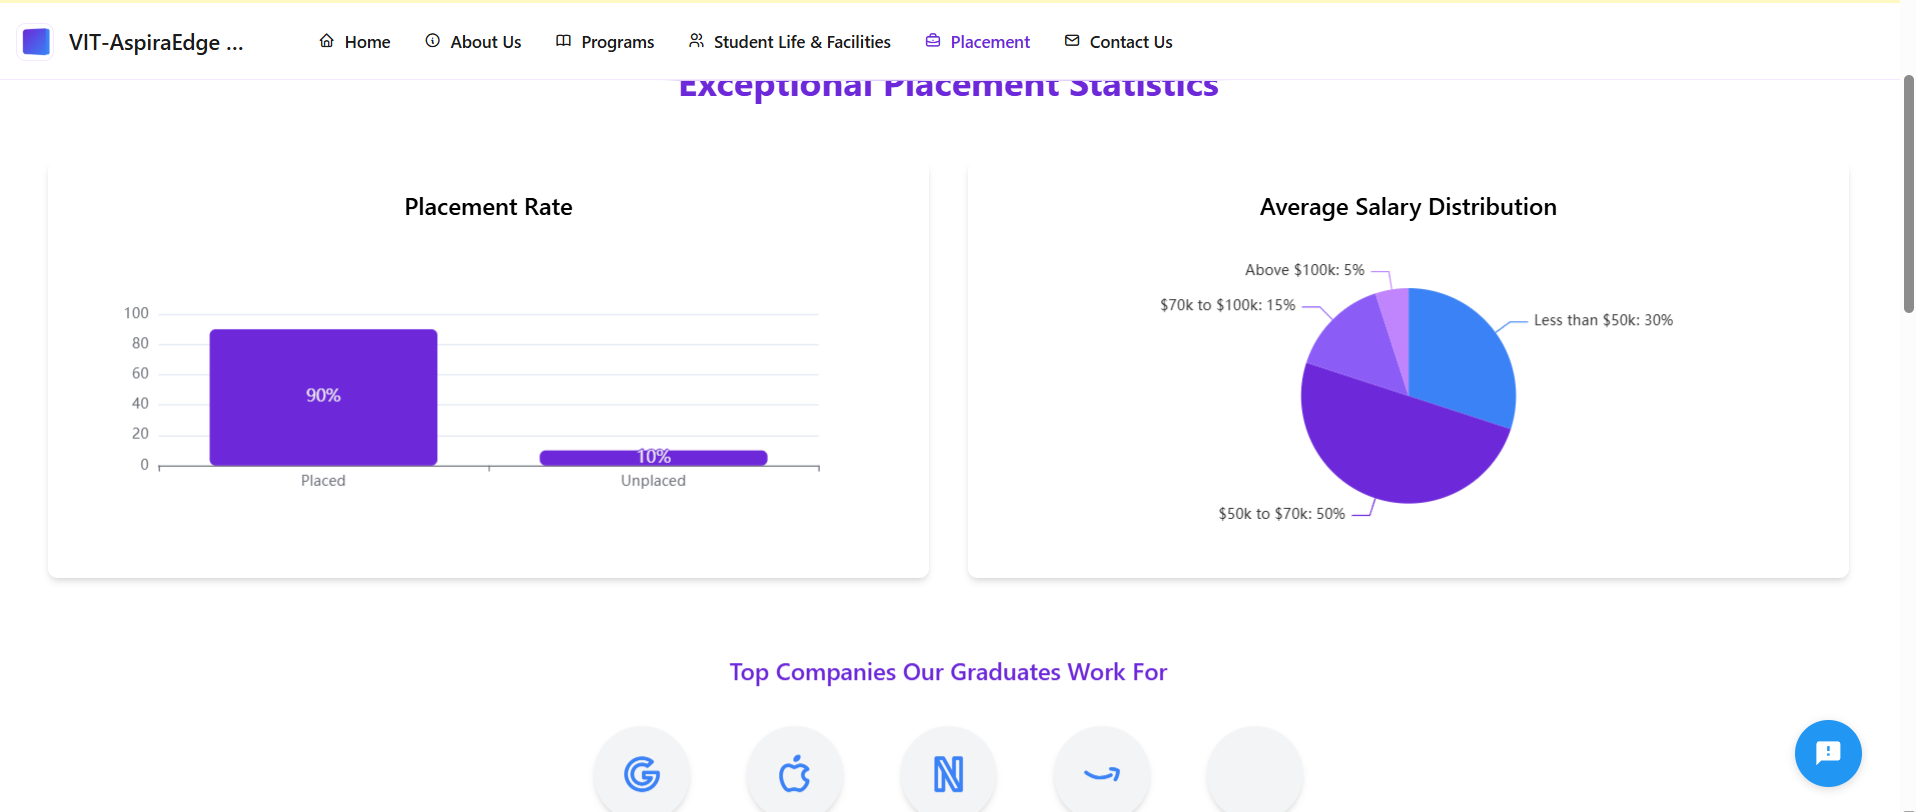 VIT-AspiraEdge ...
Home
About Us
Programs
Student Life & Facilities
Placement
Contact Us
Exceptional Placement Statistics
Placement Rate
100
80
60
40
20
0
90%
10%
Placed
Unplaced
Average Salary Distribution
Above $100k: 5%
$70k to $100k: 15%
Less than $50k: 30%
$50k to $70k: 50%
Top Companies Our Graduates Work For